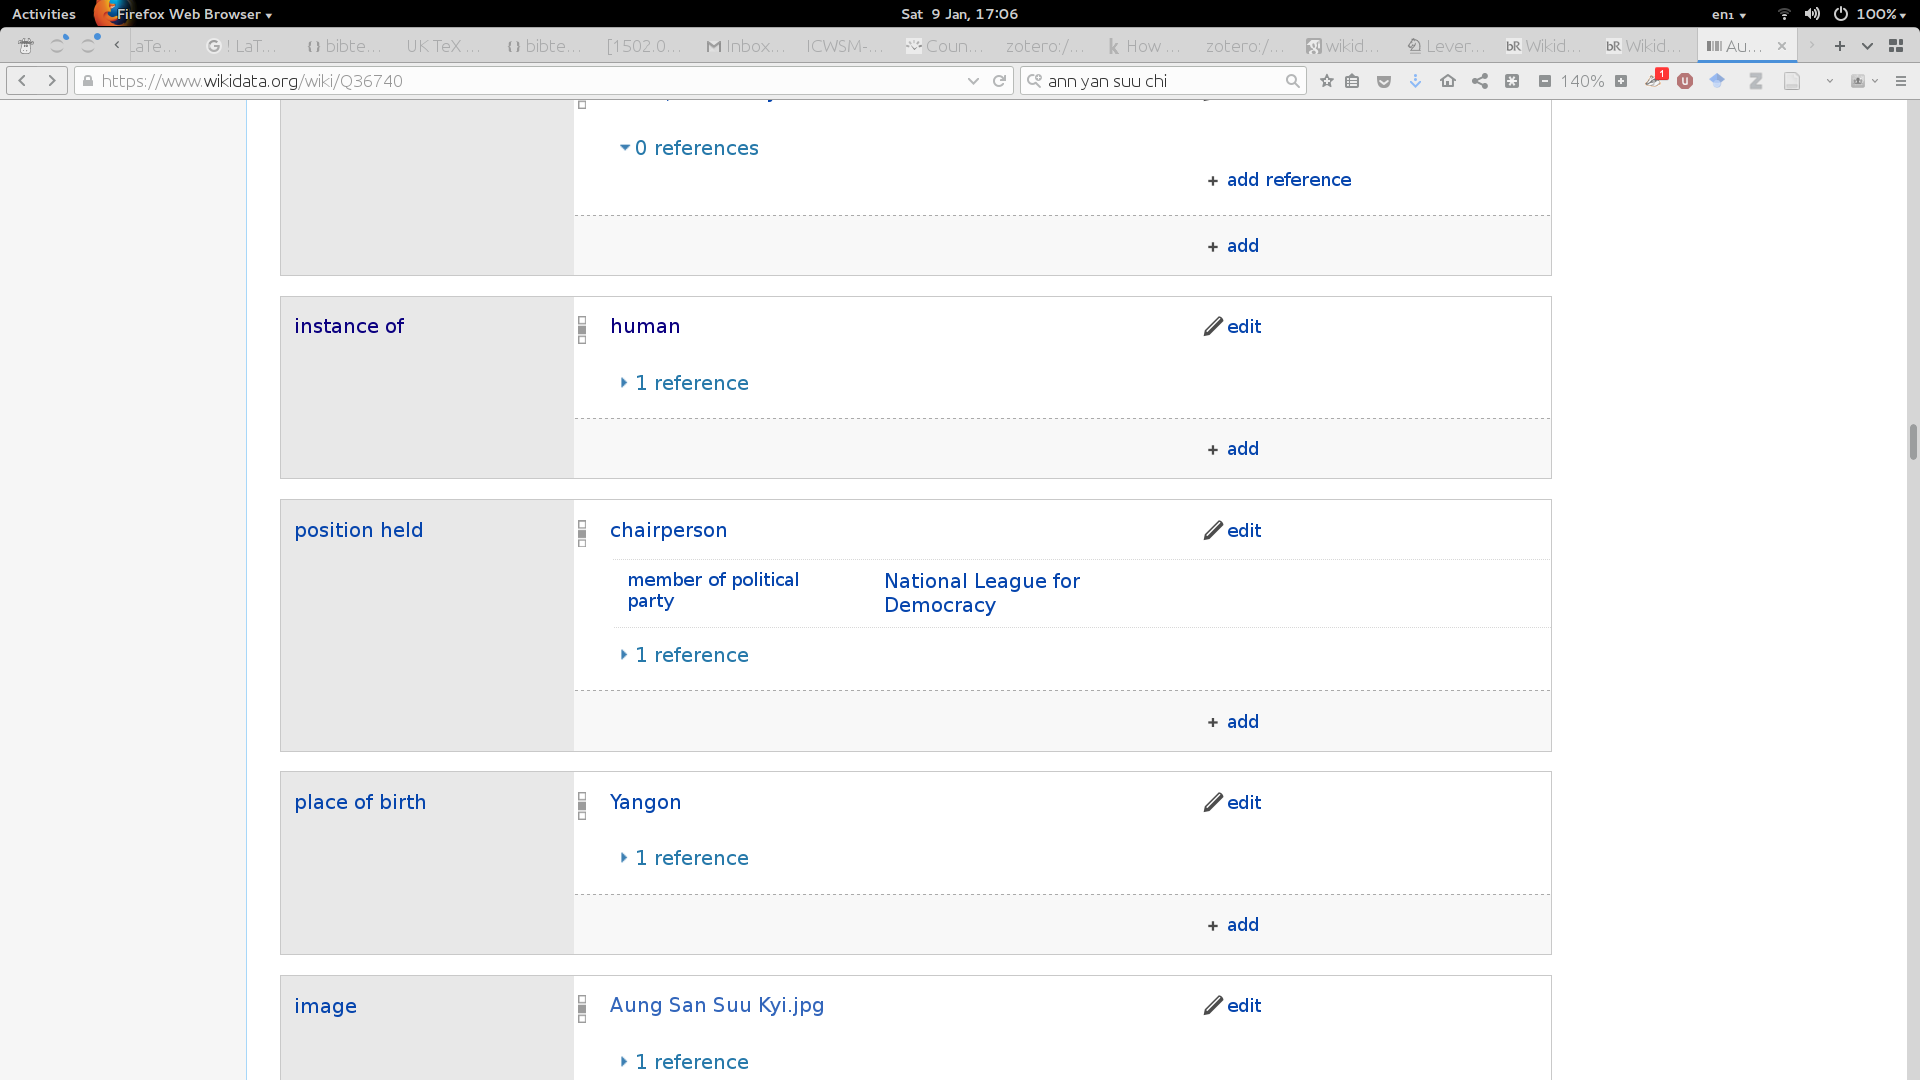 Activities Firefox Web Browser Sat 9 Jan, 17:06 en₁ 100%
LaTe... ! LaT... bibte... UK TeX ... bibte... [1502.0... Inbox... ICWSM-... Coun... zotero:/... How ... zotero:/... wikid... Lever... Wikid... Wikid... Au...
https://www.wikidata.org/wiki/Q36740 ann yan suu chi 140% 1
0 references
+ add reference
+ add
instance of human edit
1 reference
+ add
position held chairperson edit
member of political National League for
party Democracy
1 reference
+ add
place of birth Yangon edit
1 reference
+ add
image Aung San Suu Kyi.jpg edit
1 reference